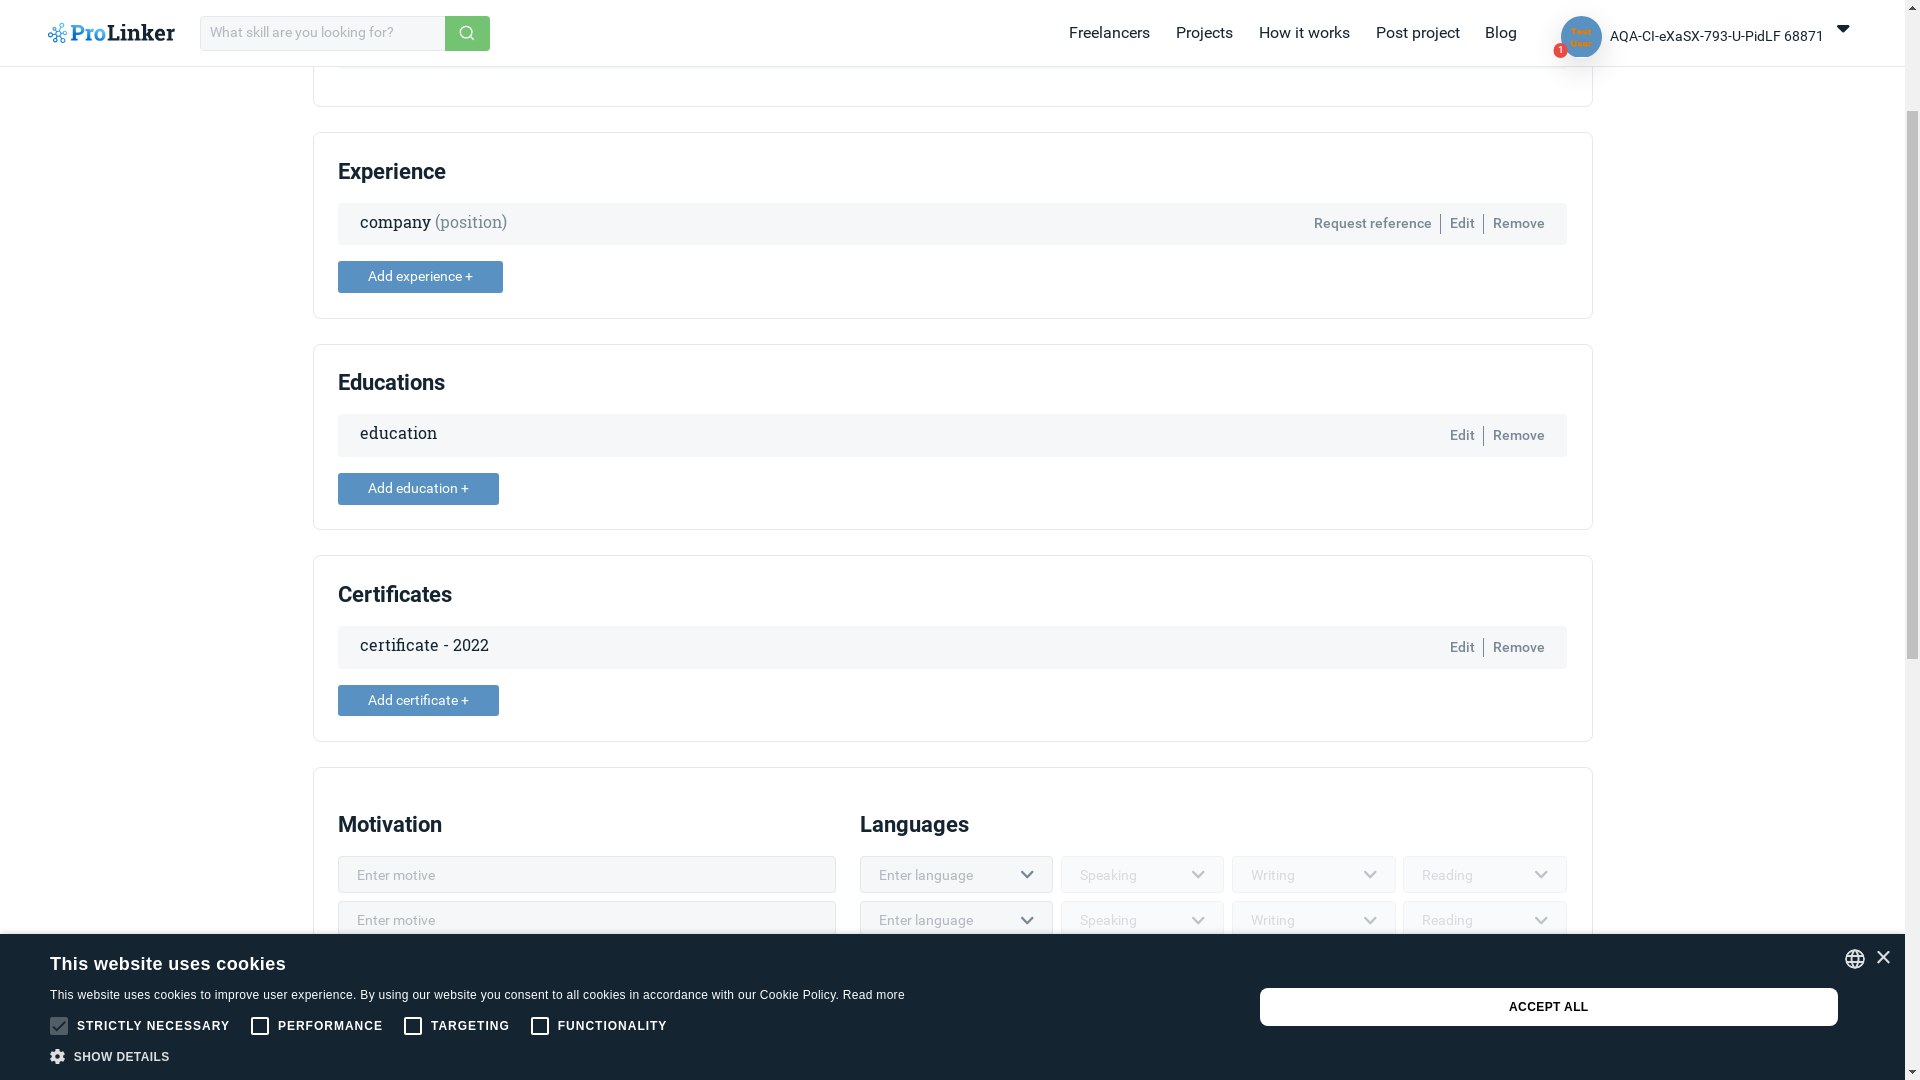 ProLinker
What skill are you looking for?
Freelancers
Projects
How it works
Post project
Blog
Test User
1
AQA-CI-eXaSX-793-U-PidLF 68871
Experience
company (position)
Request reference
Edit
Remove
Add experience +
Educations
education
Edit
Remove
Add education +
Certificates
certificate - 2022
Edit
Remove
Add certificate +
Motivation
Languages
Enter motive
Enter language
Speaking
Writing
Reading
Enter motive
Enter language
Speaking
Writing
Reading
This website uses cookies
This website uses cookies to improve user experience. By using our website you consent to all cookies in accordance with our Cookie Policy. Read more
STRICTLY NECESSARY
PERFORMANCE
TARGETING
FUNCTIONALITY
SHOW DETAILS
×
ACCEPT ALL